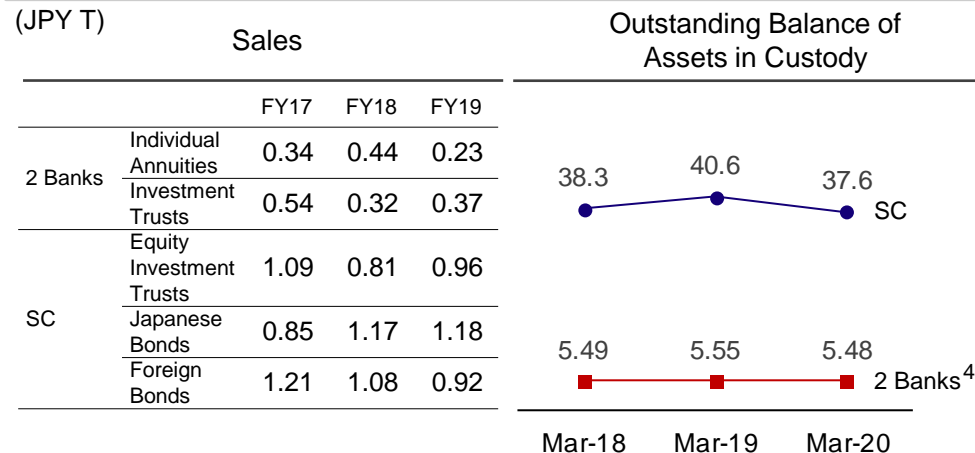 (JPY T)
Sales
FY17 FY18 FY19
2 Banks
Individual
Annuities
0.34 0.44 0.23
Investment
Trusts
0.54 0.32 0.37
SC
Equity
Investment
Trusts
1.09 0.81 0.96
Japanese
Bonds
0.85 1.17 1.18
Foreign
Bonds
1.21 1.08 0.92
Outstanding Balance of
Assets in Custody
38.3 40.6 37.6
SC
5.49 5.55 5.48
2 Banks⁴
Mar-18 Mar-19 Mar-20